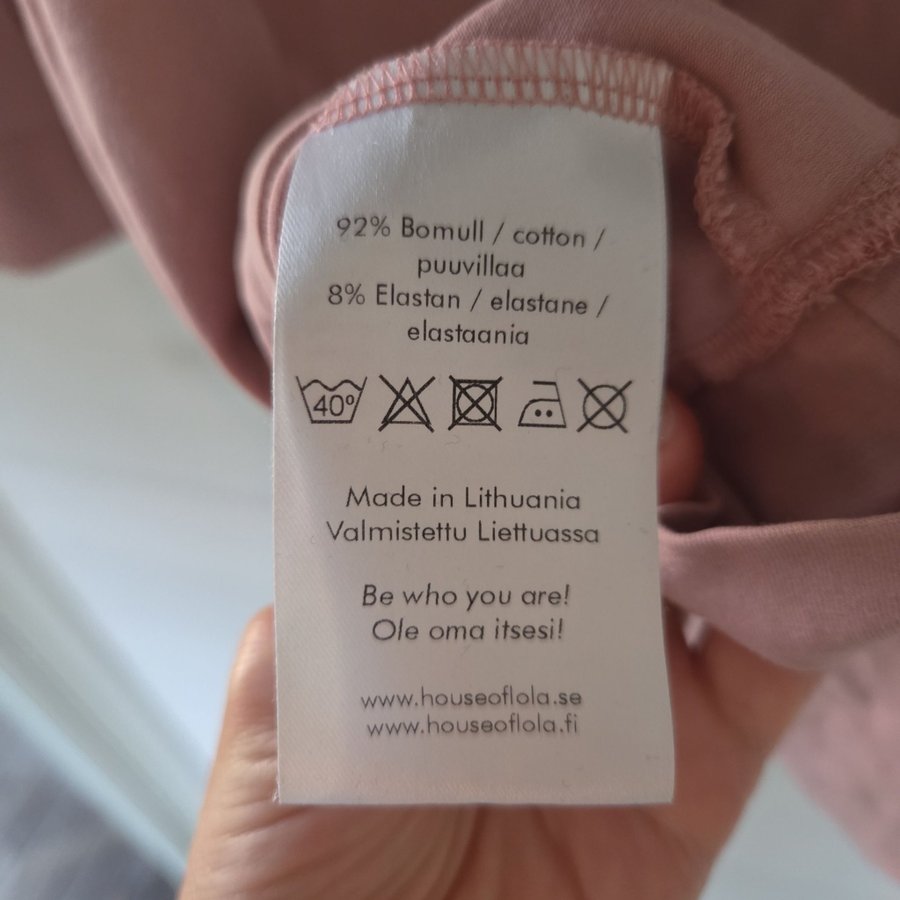 92% Bomull / cotton /
puuvillaa
8% Elastan / elastane /
elastaania
40°
Made in Lithuania
Valmistettu Liettuassa
Be who you are!
Ole oma itsesi!
www.houseoflola.se
www.houseoflola.fi